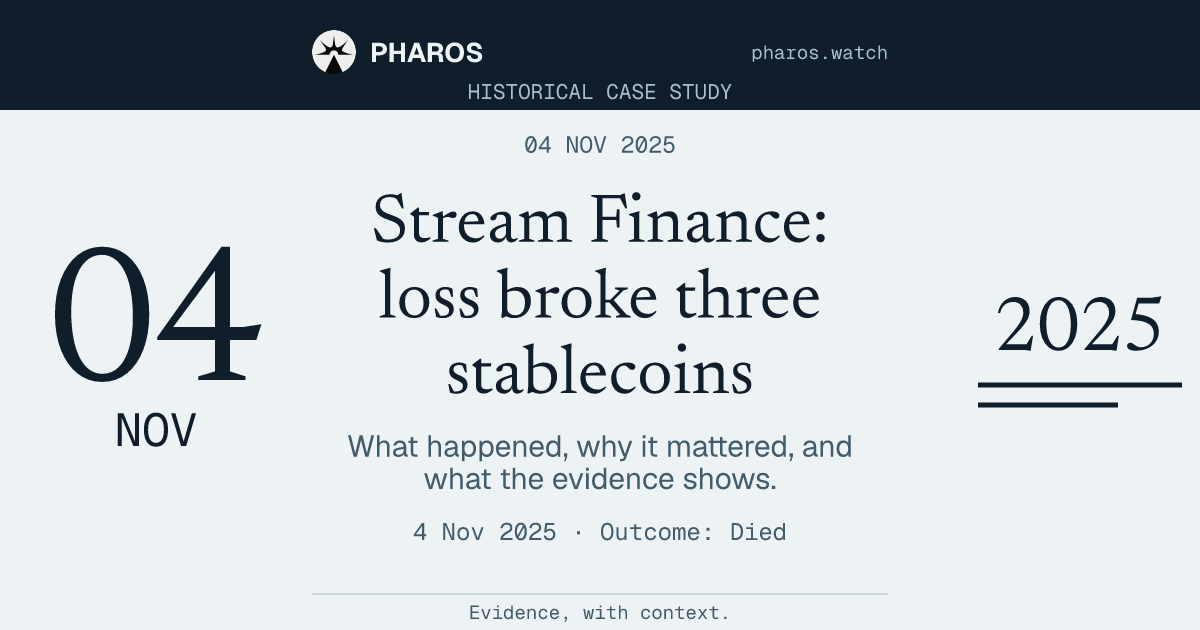 PHAROS
pharos.watch
HISTORICAL CASE STUDY
04 NOV 2025
04
NOV
Stream Finance:
loss broke three
stablecoins
2025
What happened, why it mattered, and
what the evidence shows.
4 Nov 2025 · Outcome: Died
Evidence, with context.